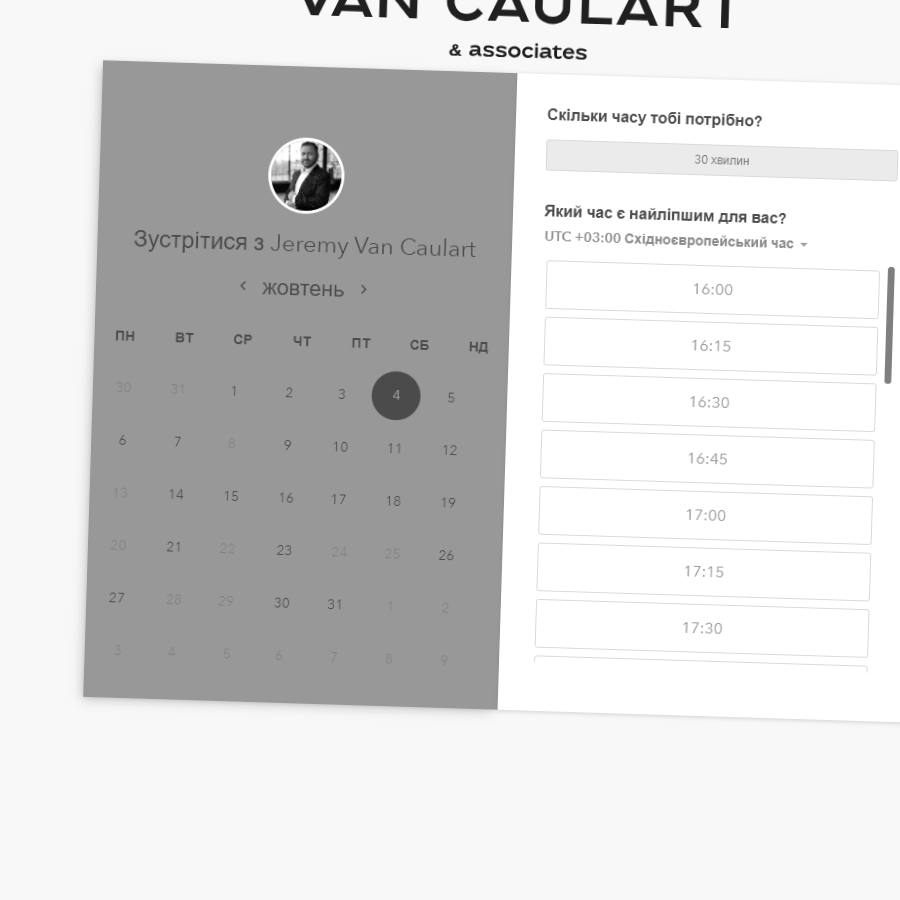 VAN CAULART
& associates
Зустрітися з Jeremy Van Caulart
жовтень
ПН ВТ СР ЧТ ПТ СБ НД
30 31 1 2 3 4 5
6 7 8 9 10 11 12
13 14 15 16 17 18 19
20 21 22 23 24 25 26
27 28 29 30 31 1 2
3 4 5 6 7 8 9
Скільки часу тобі потрібно?
30 хвилин
Який час є найліпшим для вас?
UTC +03:00 Східноєвропейський час
16:00
16:15
16:30
16:45
17:00
17:15
17:30